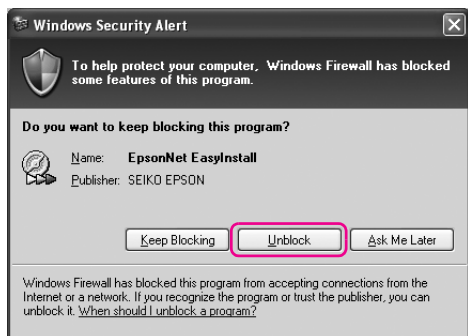 Windows Security Alert
To help protect your computer, Windows Firewall has blocked
some features of this program.
Do you want to keep blocking this program?
Name: EpsonNet EasyInstall
Publisher: SEIKO EPSON
Keep Blocking Unblock Ask Me Later
Windows Firewall has blocked this program from accepting connections from the
Internet or a network. If you recognize the program or trust the publisher, you can
unblock it. When should I unblock a program?